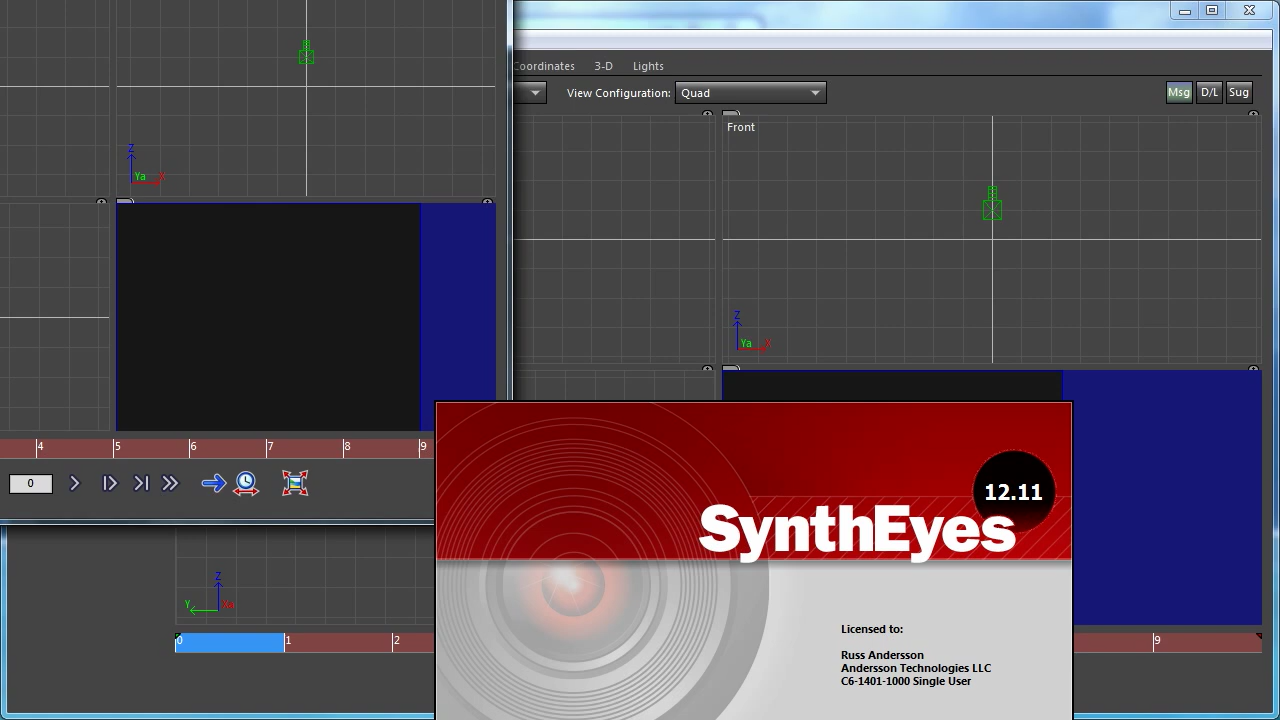 Coordinates 3-D Lights
View Configuration: Quad Msg D/L Sug
Front
Z
Ya X
Z
Ya X
4 5 6 7 8 9
0
12.11
SynthEyes
Z
Y Xa
Licensed to:
0 1 2 9
Russ Andersson
Andersson Technologies LLC
C6-1401-1000 Single User